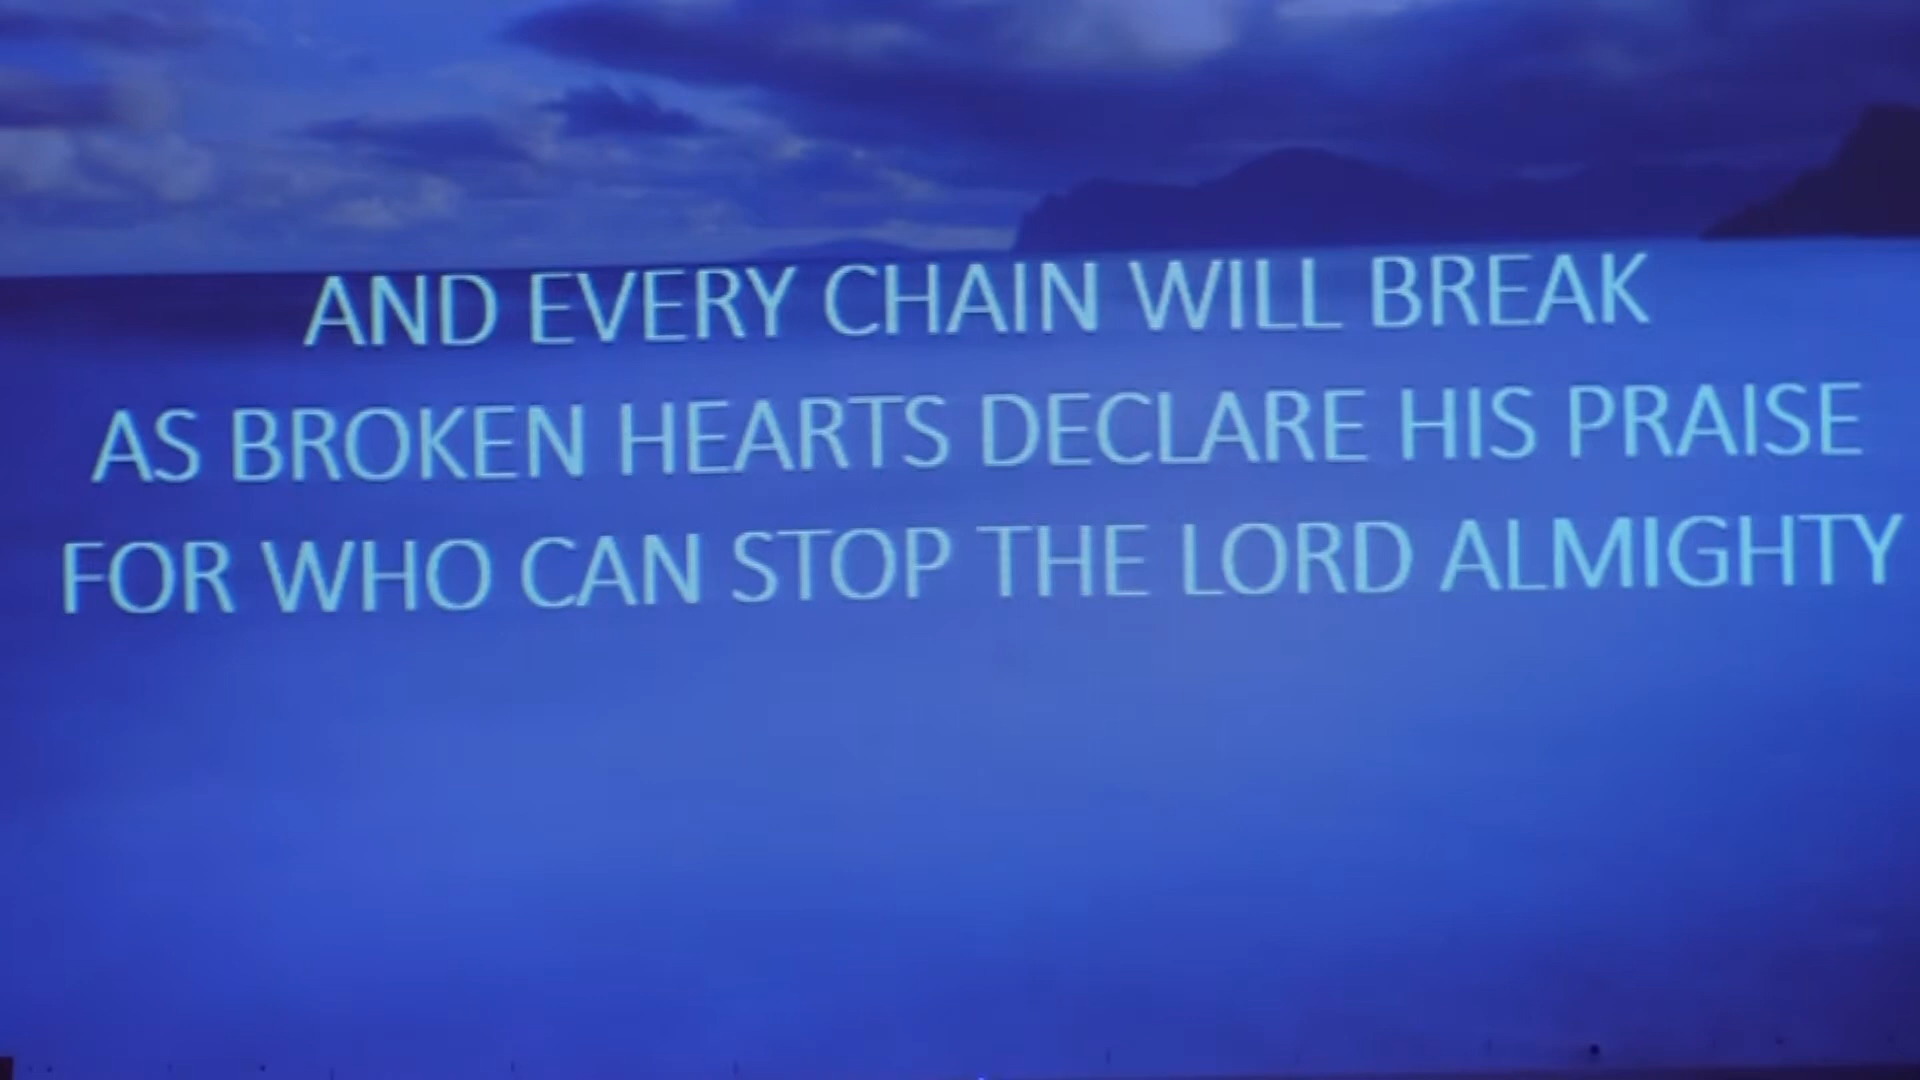 AND EVERY CHAIN WILL BREAK
AS BROKEN HEARTS DECLARE HIS PRAISE
FOR WHO CAN STOP THE LORD ALMIGHTY